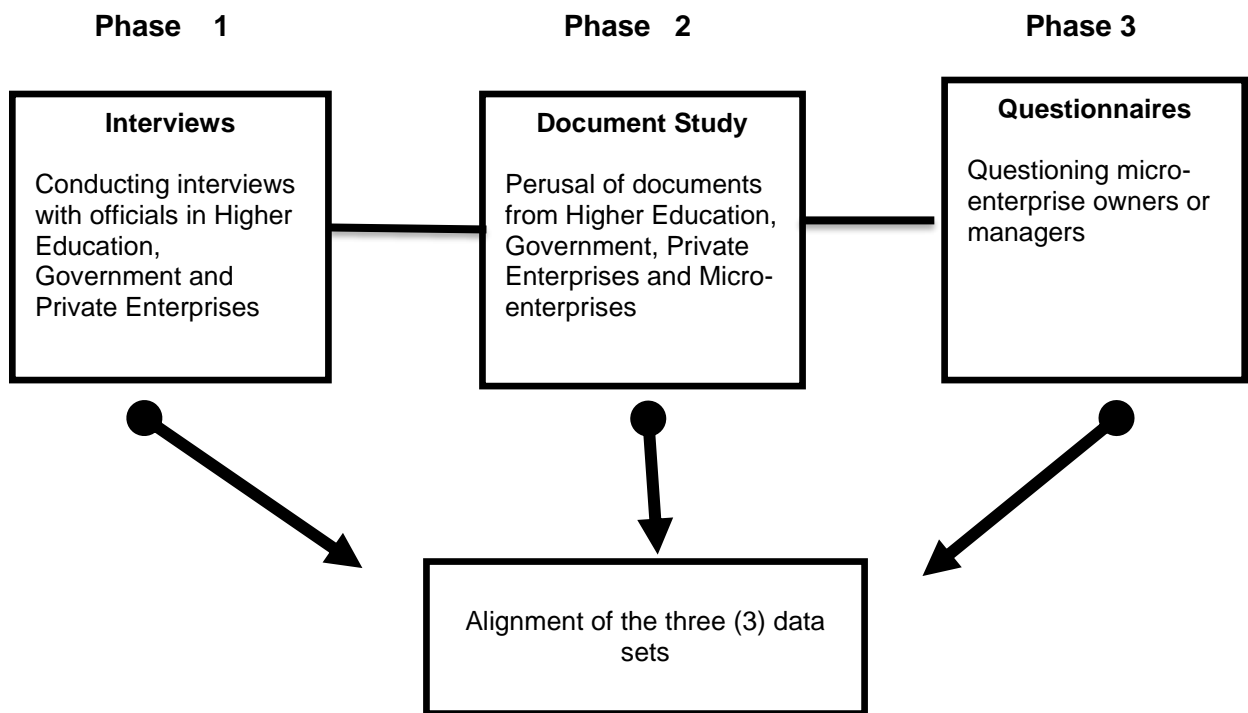 Phase 1
Phase 2
Phase 3
Interviews
Conducting interviews
with officials in Higher
Education,
Government and
Private Enterprises
Document Study
Perusal of documents
from Higher Education,
Government, Private
Enterprises and Micro-
enterprises
Questionnaires
Questioning micro-
enterprise owners or
managers
Alignment of the three (3) data
sets